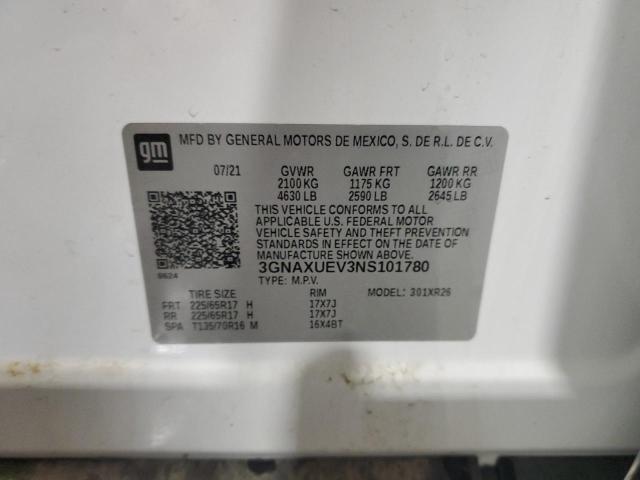 gm MFD BY GENERAL MOTORS DE MEXICO, S. DE R.L. DE C.V.
07/21 GVWR GAWR FRT GAWR RR
2100 KG 1175 KG 1200 KG
4630 LB 2590 LB 2645 LB
THIS VEHICLE CONFORMS TO ALL
APPLICABLE U.S. FEDERAL MOTOR
VEHICLE SAFETY AND THEFT PREVENTION
STANDARDS IN EFFECT ON THE DATE OF
MANUFACTURE SHOWN ABOVE.
3GNAXUEV3NS101780
6624 TYPE: M.P.V.
TIRE SIZE RIM MODEL: 301XR26
FRT 225/65R17 H 17X7J
RR 225/65R17 H 17X7J
SPA T135/70R16 M 16X4BT